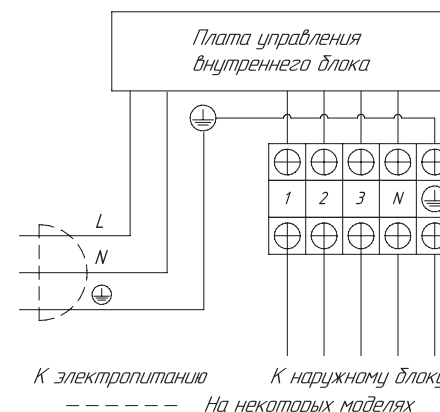 Плата управления
внутреннего блока
L
N
1 2 3 N
К электропитанию
К наружному блоку
На некоторых моделях